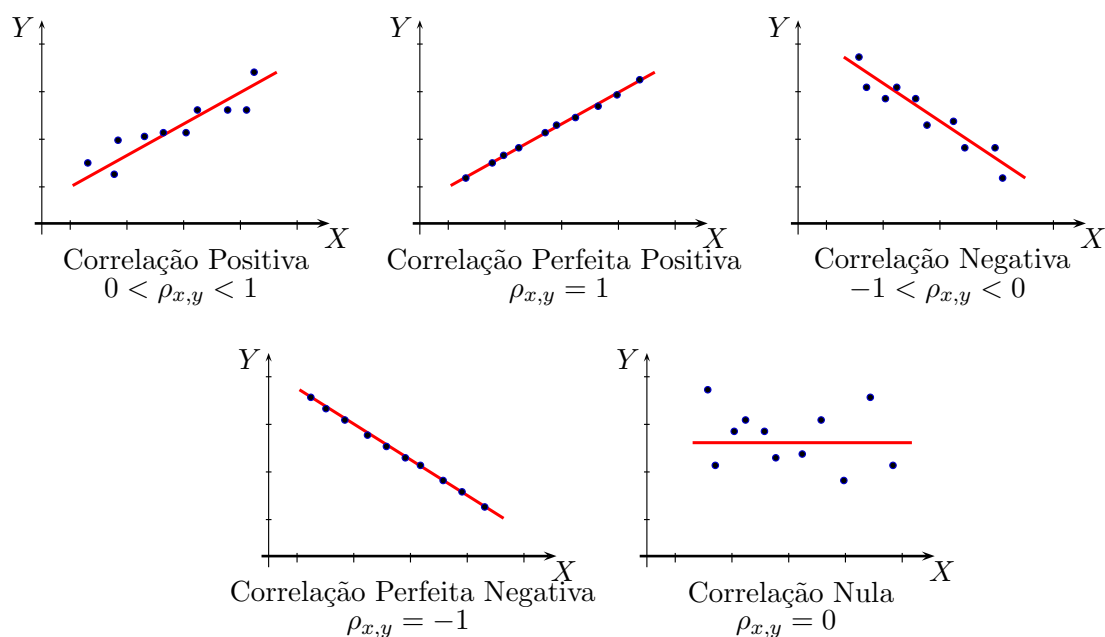 Y
X
Correlação Positiva
0 < ρx,y < 1
Y
X
Correlação Perfeita Positiva
ρx,y = 1
Y
X
Correlação Negativa
−1 < ρx,y < 0
Y
X
Correlação Perfeita Negativa
ρx,y = −1
Y
X
Correlação Nula
ρx,y = 0